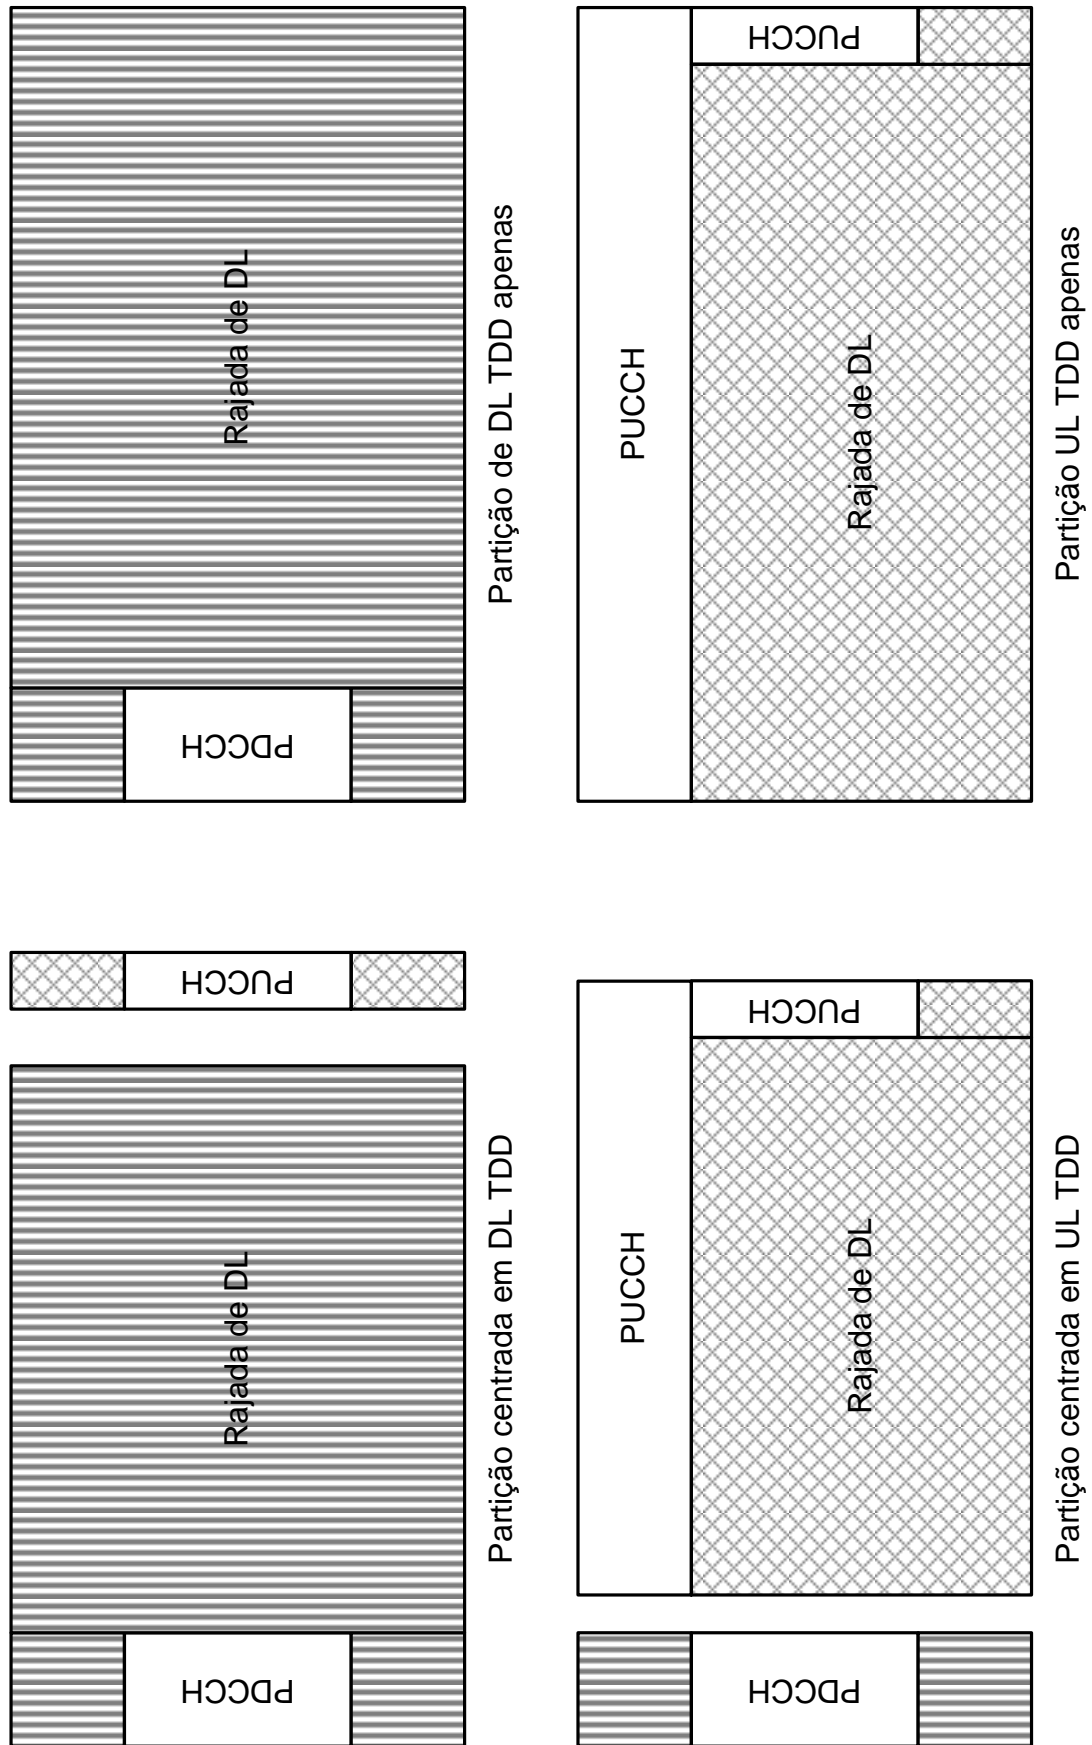 PDCCH
Rajada de DL
PUCCH
Partição centrada em DL TDD
PDCCH
Rajada de DL
Partição de DL TDD apenas
PDCCH
PUCCH
Rajada de DL
PUCCH
Partição centrada em UL TDD
PUCCH
Rajada de DL
PUCCH
Partição UL TDD apenas